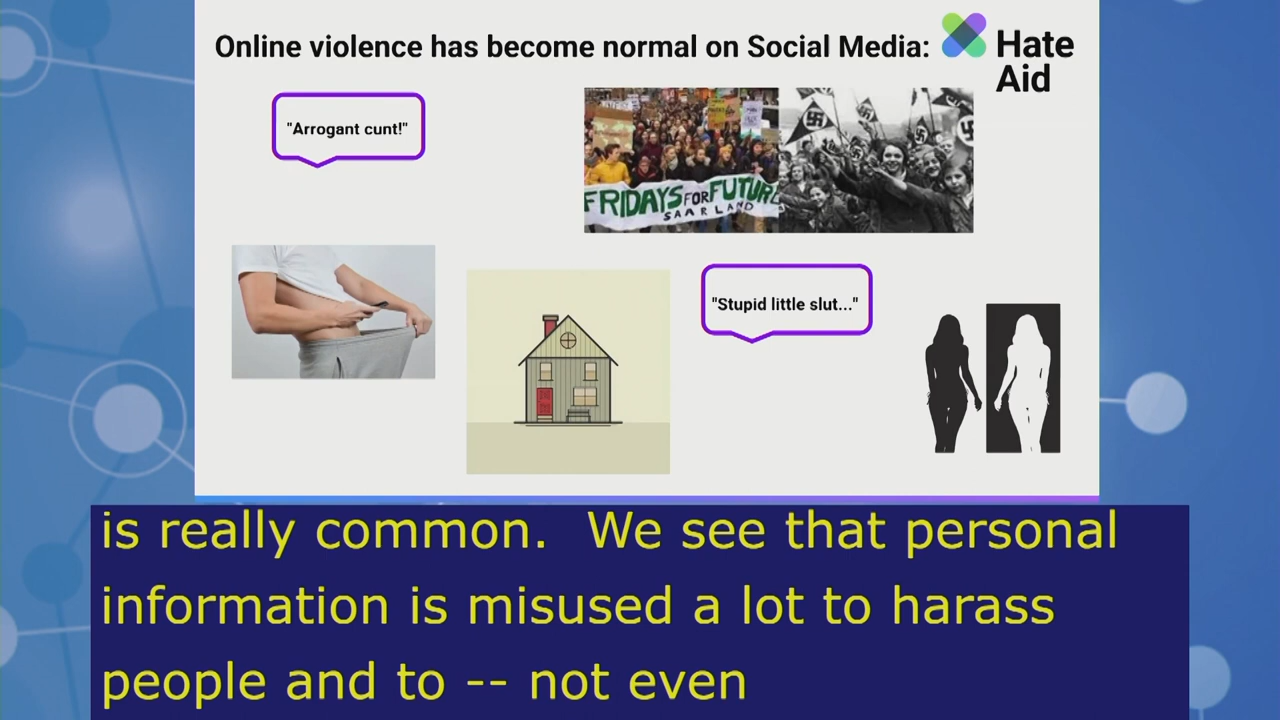 Online violence has become normal on Social Media:
Hate
Aid
"Arrogant cunt!"
FRIDAYS FOR FUTURE
SAARLAND
"Stupid little slut..."
is really common.  We see that personal
information is misused a lot to harass
people and to -- not even